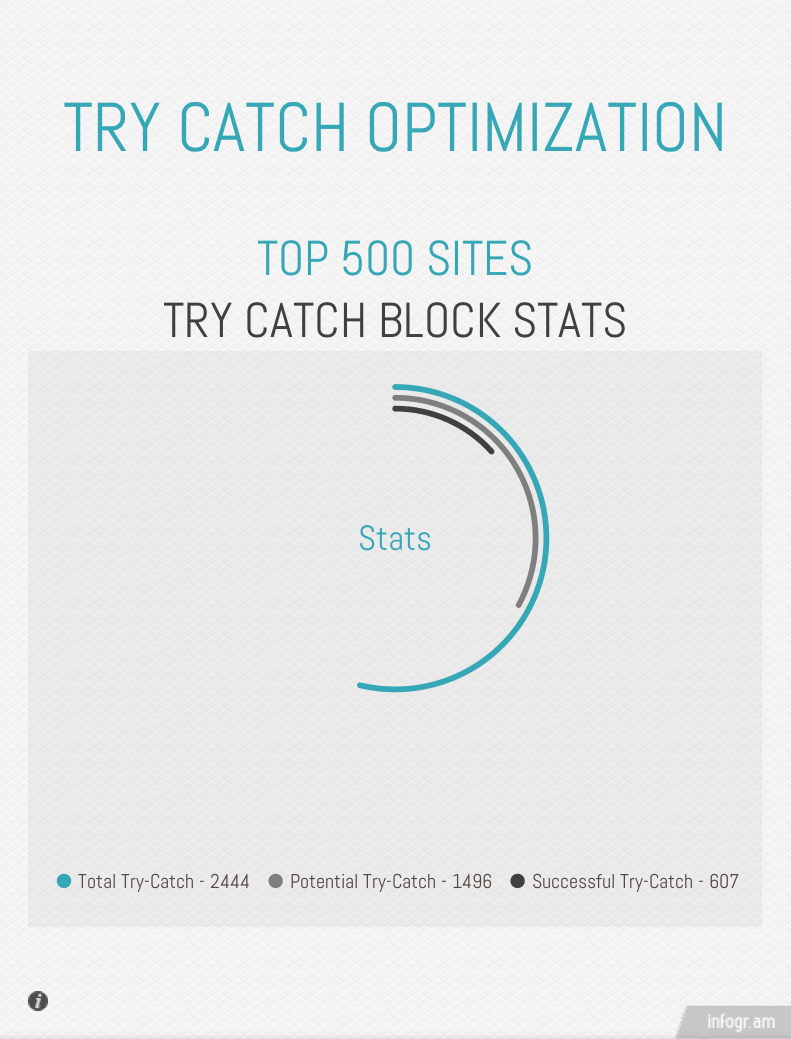 TRY CATCH OPTIMIZATION
TOP 500 SITES
TRY CATCH BLOCK STATS
Stats
Total Try-Catch - 2444 Potential Try-Catch - 1496 Successful Try-Catch - 607
i
infogr.am